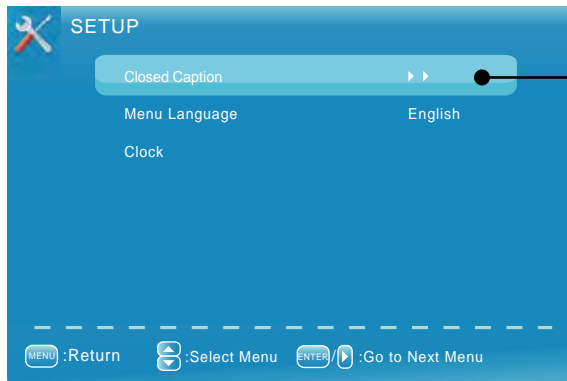 SETUP
Closed Caption
Menu Language English
Clock
MENU :Return :Select Menu ENTER / :Go to Next Menu